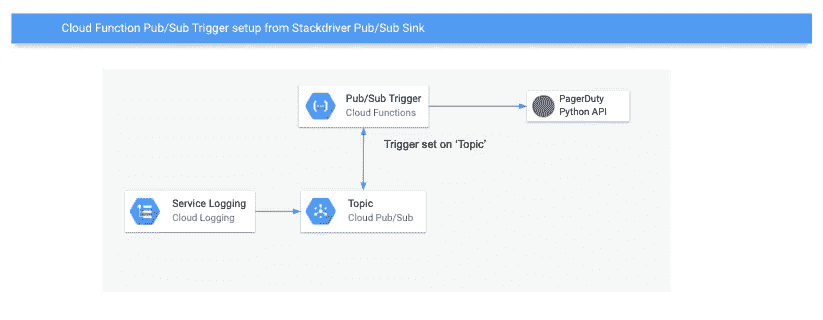 Cloud Function Pub/Sub Trigger setup from Stackdriver Pub/Sub Sink
Pub/Sub Trigger
Cloud Functions
PagerDuty
Python API
Trigger set on ‘Topic’
Service Logging
Cloud Logging
Topic
Cloud Pub/Sub